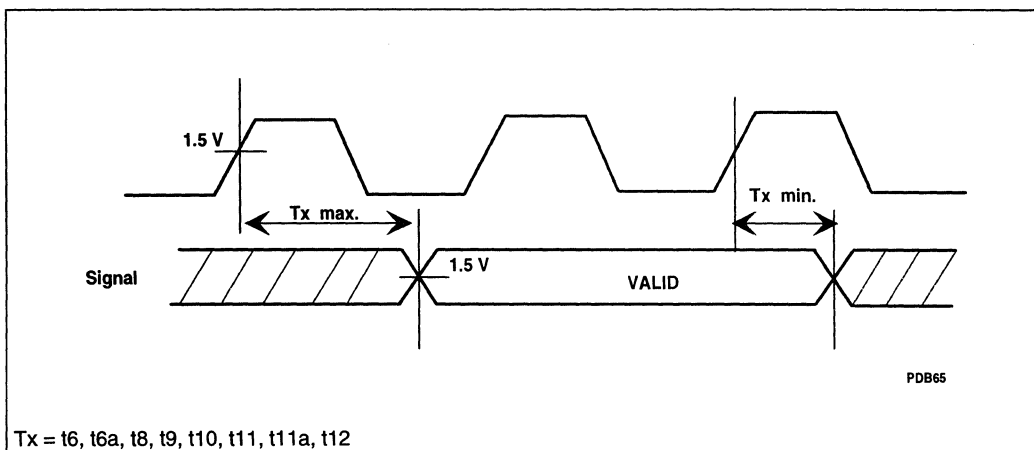 1.5 V
Tx max.
Tx min.
Signal
1.5 V
VALID
PDB65
Tx = t6, t6a, t8, t9, t10, t11, t11a, t12